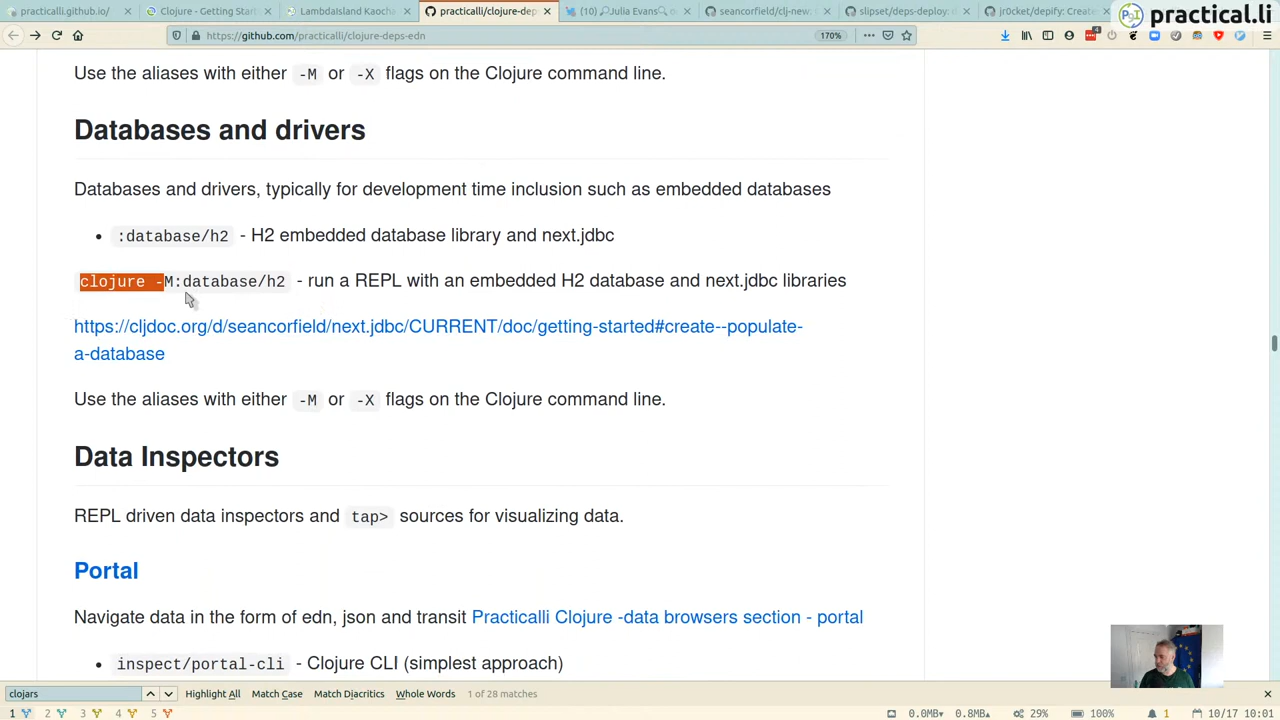 practicalli.github.io/
Clojure - Getting Start
LambdaIsland Kaocha
practicalli/clojure-dep
(10) 🔎Julia Evans🔍
seancorfield/clj-new:
slipset/deps-deploy:
jr0cket/depify: Create
practical.li
https://github.com/practicalli/clojure-deps-edn
170%
Use the aliases with either -M or -X flags on the Clojure command line.
Databases and drivers
Databases and drivers, typically for development time inclusion such as embedded databases
• :database/h2 - H2 embedded database library and next.jdbc
clojure -M:database/h2 - run a REPL with an embedded H2 database and next.jdbc libraries
https://cljdoc.org/d/seancorfield/next.jdbc/CURRENT/doc/getting-started#create--populate-
a-database
Use the aliases with either -M or -X flags on the Clojure command line.
Data Inspectors
REPL driven data inspectors and tap> sources for visualizing data.
Portal
Navigate data in the form of edn, json and transit Practicalli Clojure -data browsers section - portal
• inspect/portal-cli - Clojure CLI (simplest approach)
clojars
Highlight All Match Case Match Diacritics Whole Words 1 of 28 matches
1 2 3 4 5
0.0MB▾ 0.8MB▴ 29% 100% 1 10/17 10:01